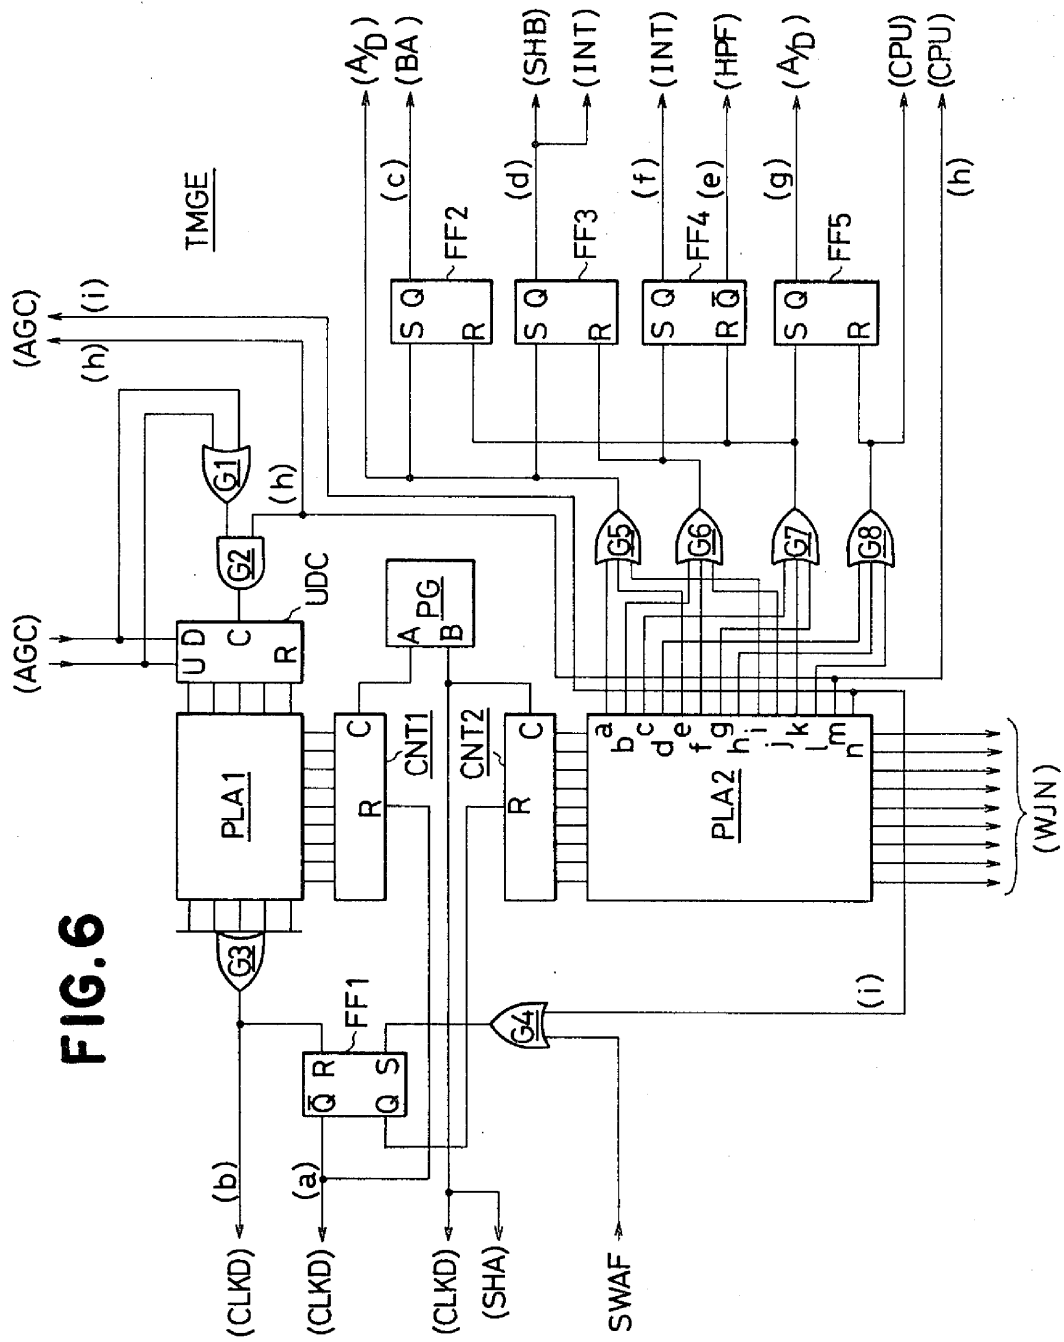 FIG. 6
TMGE
(AGC)
(AGC)
(h)
(i)
(h)
G1
G2
UDC
U
D
C
R
PLA1
G3
CNT1
C
R
PG
A
B
CNT2
C
R
PLA2
a
b
c
d
e
f
g
h
i
j
k
l
m
n
(WJN)
G5
G6
G7
G8
FF2
S
Q
R
FF3
S
Q
R
FF4
S
Q
R
Q̅
FF5
S
Q
R
(c)
(d)
(f)
(e)
(g)
(h)
(A/D)
(BA)
(SHB)
(INT)
(INT)
(HPF)
(A/D)
(CPU)
(CPU)
FF1
Q̅
R
Q
S
G4
(i)
(b)
(a)
(CLKD)
(CLKD)
(CLKD)
(SHA)
SWAF